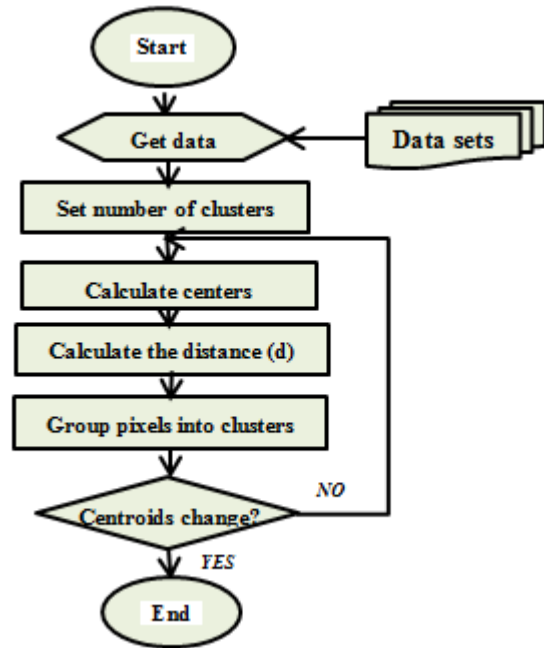 Start
Get data
Data sets
Set number of clusters
Calculate centers
Calculate the distance (d)
Group pixels into clusters
NO
Centroids change?
YES
End